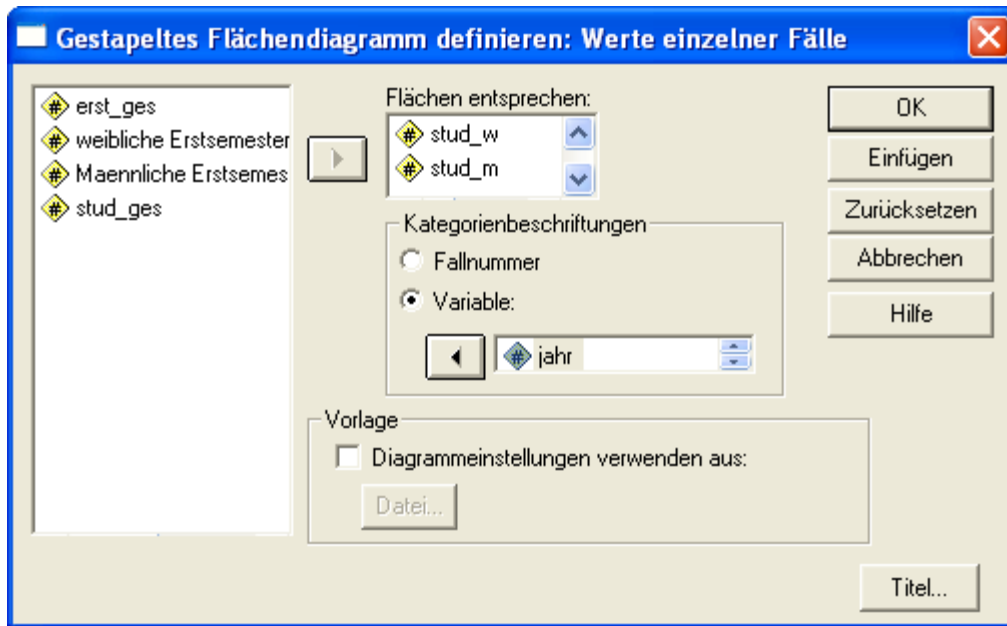 Gestapeltes Flächendiagramm definieren: Werte einzelner Fälle
erst_ges
weibliche Erstsemester
Maennliche Erstsemes
stud_ges
Flächen entsprechen:
stud_w
stud_m
Kategorienbeschriftungen
Fallnummer
Variable:
jahr
Vorlage
Diagrammeinstellungen verwenden aus:
Datei...
OK
Einfügen
Zurücksetzen
Abbrechen
Hilfe
Titel...